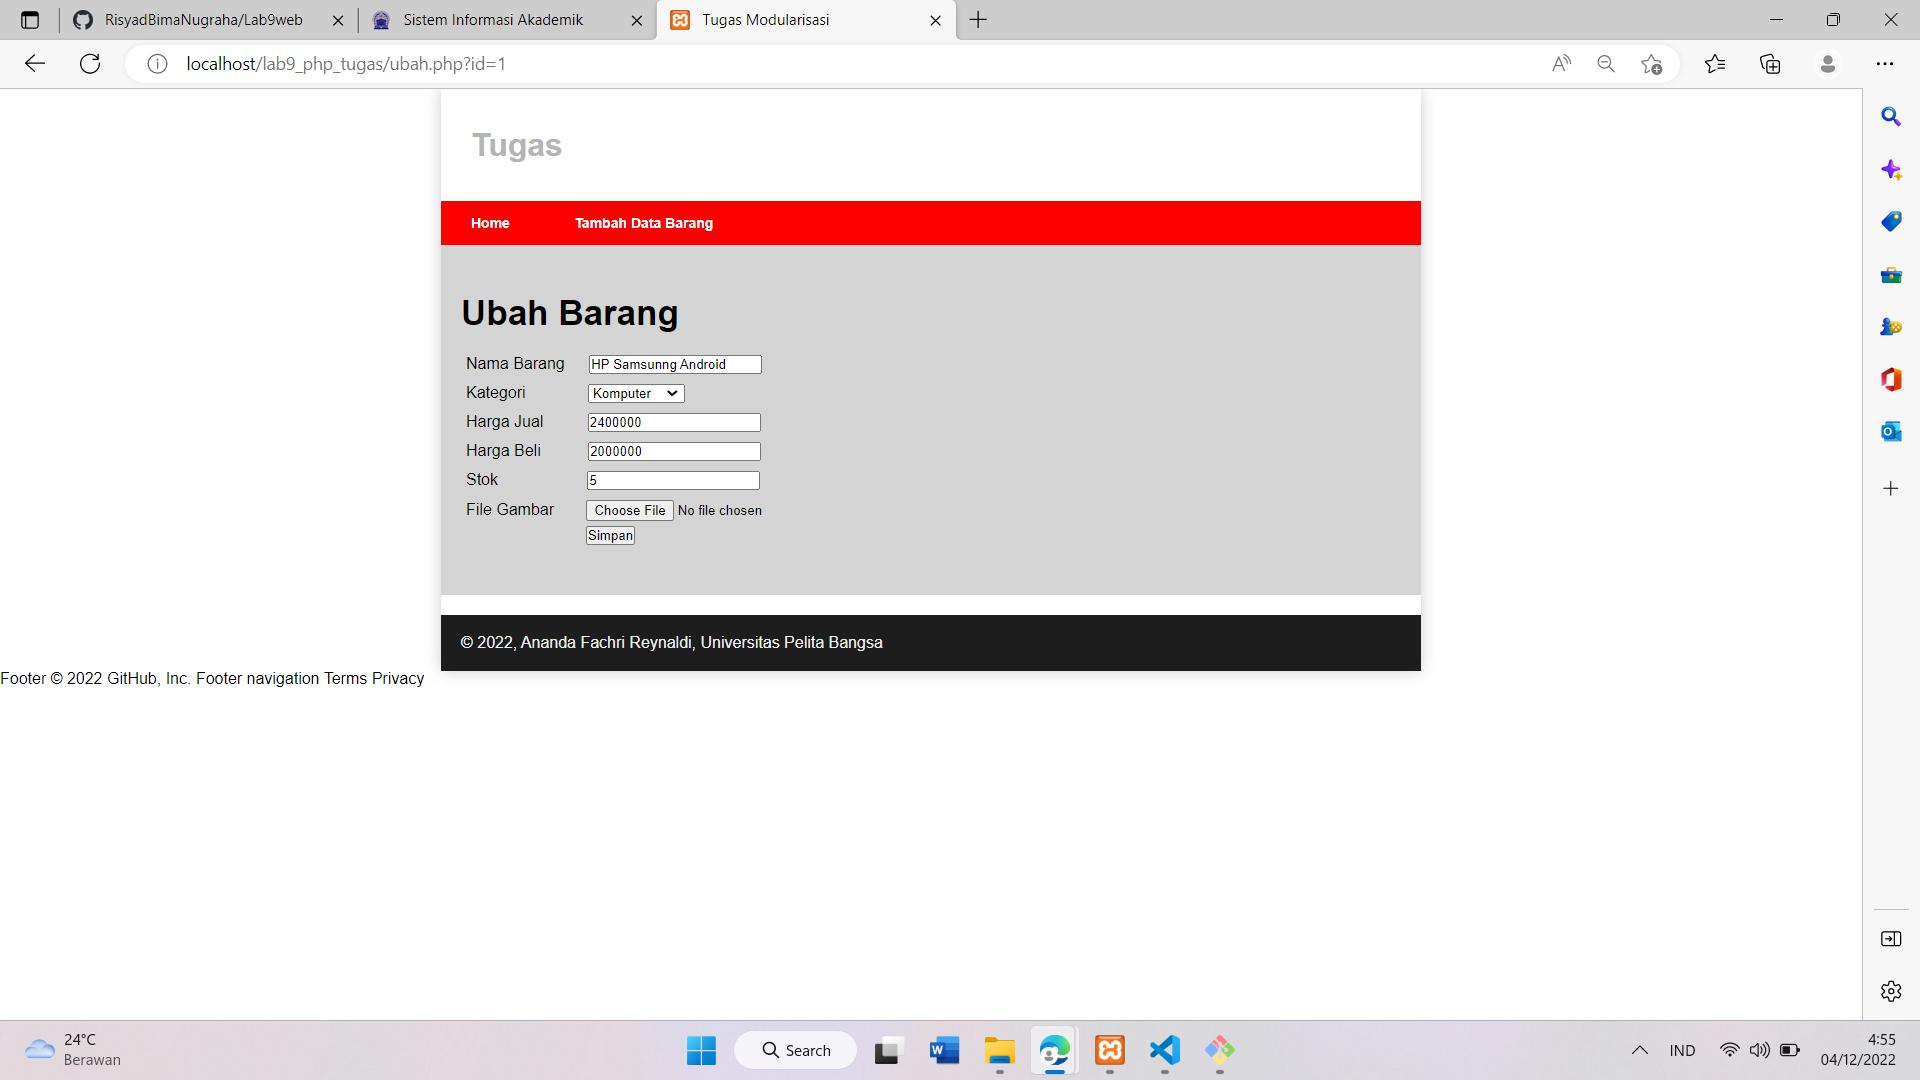 RisyadBimaNugraha/Lab9web
Sistem Informasi Akademik
Tugas Modularisasi
localhost/lab9_php_tugas/ubah.php?id=1
Tugas
Home Tambah Data Barang
Ubah Barang
Nama Barang HP Samsunng Android
Kategori Komputer
Harga Jual 2400000
Harga Beli 2000000
Stok 5
File Gambar Choose File No file chosen
Simpan
© 2022, Ananda Fachri Reynaldi, Universitas Pelita Bangsa
Footer © 2022 GitHub, Inc. Footer navigation Terms Privacy
24°C
Berawan
Search
IND
4:55
04/12/2022